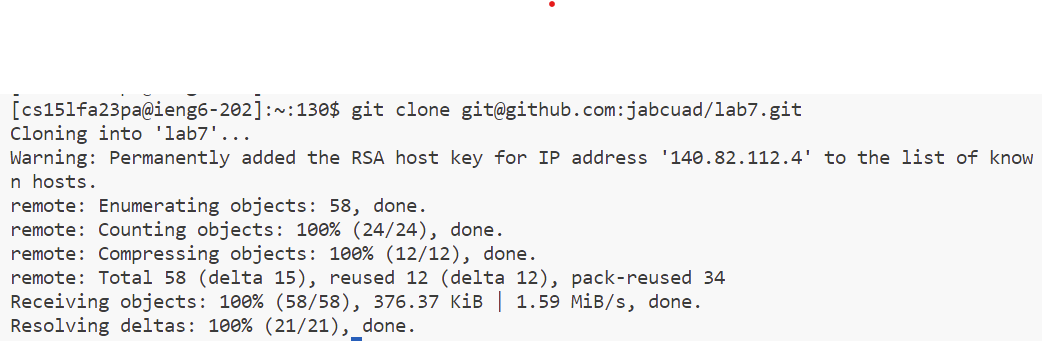 [cs15lfa23pa@ieng6-202]:~:130$ git clone git@github.com:jabcuad/lab7.git
Cloning into 'lab7'...
Warning: Permanently added the RSA host key for IP address '140.82.112.4' to the list of know
n hosts.
remote: Enumerating objects: 58, done.
remote: Counting objects: 100% (24/24), done.
remote: Compressing objects: 100% (12/12), done.
remote: Total 58 (delta 15), reused 12 (delta 12), pack-reused 34
Receiving objects: 100% (58/58), 376.37 KiB | 1.59 MiB/s, done.
Resolving deltas: 100% (21/21), done.